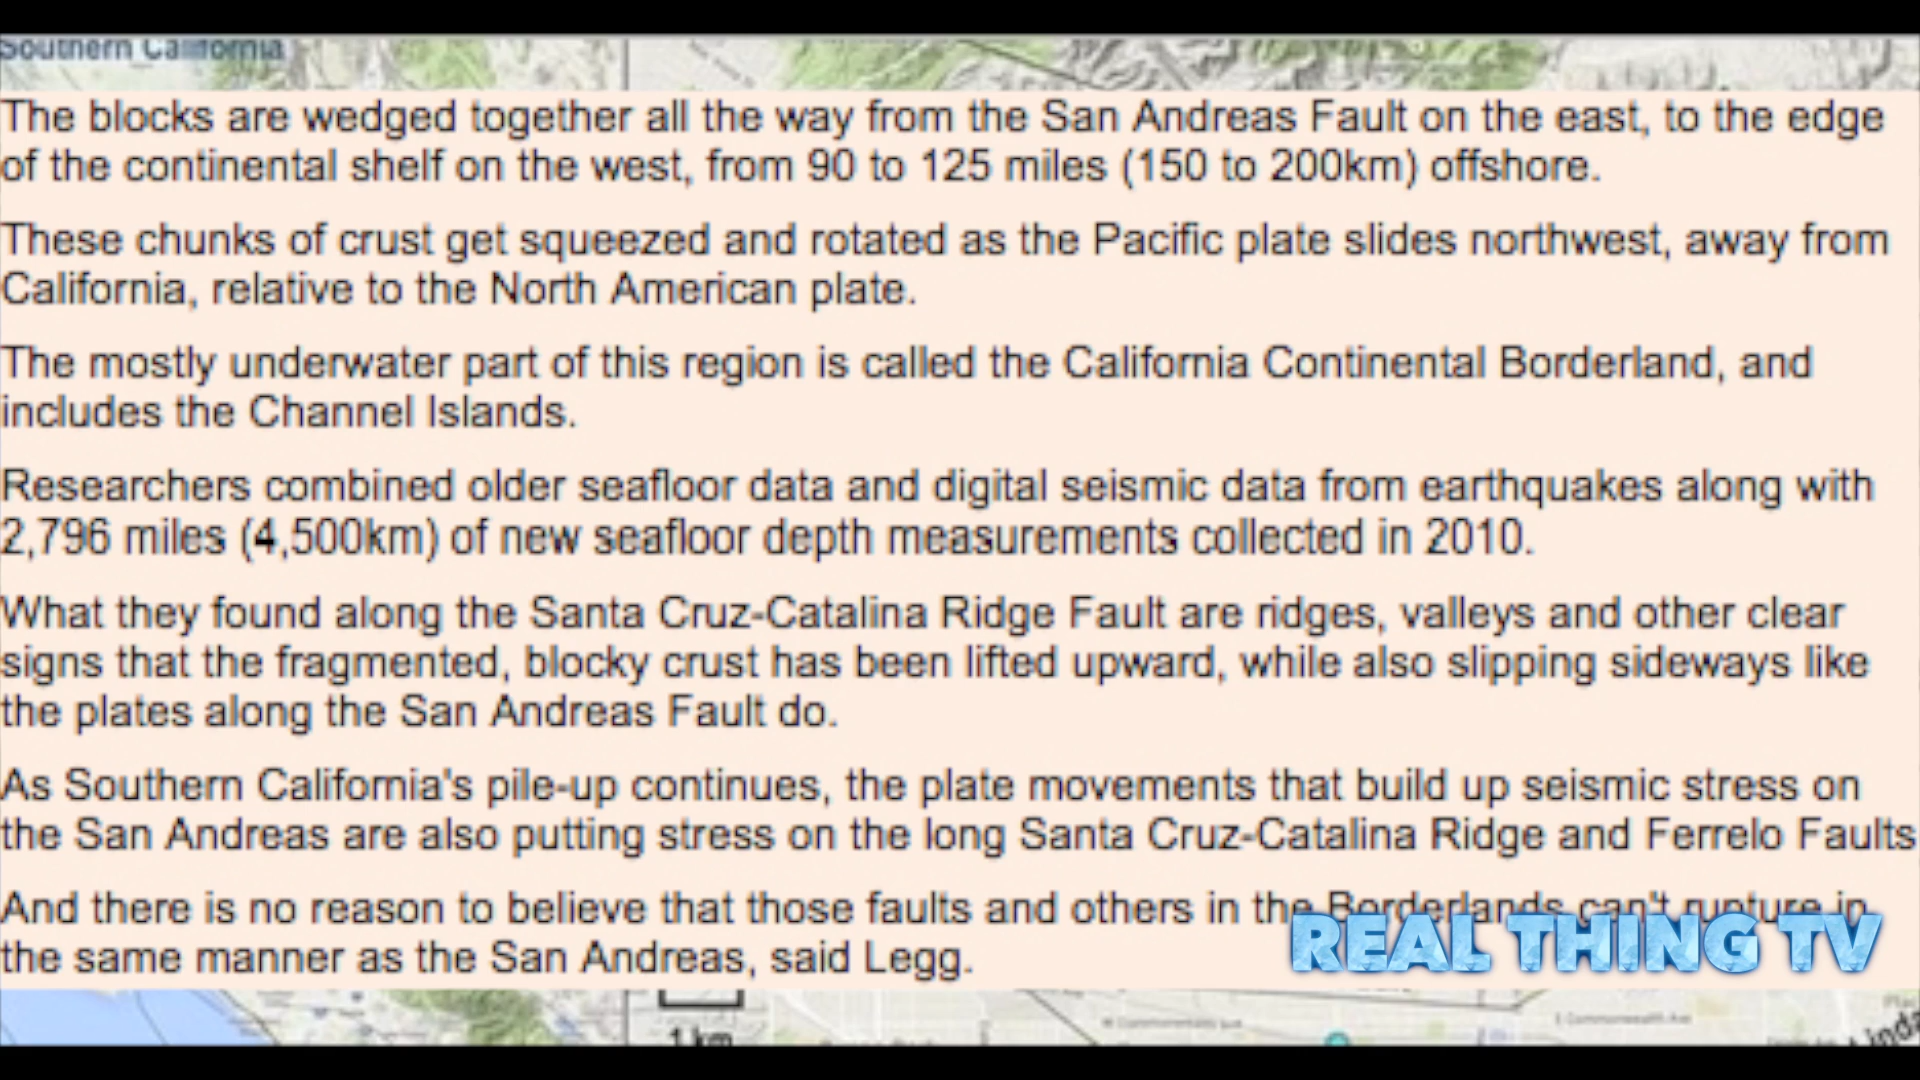 Southern California
The blocks are wedged together all the way from the San Andreas Fault on the east, to the edge
of the continental shelf on the west, from 90 to 125 miles (150 to 200km) offshore.
These chunks of crust get squeezed and rotated as the Pacific plate slides northwest, away from
California, relative to the North American plate.
The mostly underwater part of this region is called the California Continental Borderland, and
includes the Channel Islands.
Researchers combined older seafloor data and digital seismic data from earthquakes along with
2,796 miles (4,500km) of new seafloor depth measurements collected in 2010.
What they found along the Santa Cruz-Catalina Ridge Fault are ridges, valleys and other clear
signs that the fragmented, blocky crust has been lifted upward, while also slipping sideways like
the plates along the San Andreas Fault do.
As Southern California's pile-up continues, the plate movements that build up seismic stress on
the San Andreas are also putting stress on the long Santa Cruz-Catalina Ridge and Ferrelo Faults
And there is no reason to believe that those faults and others in the Borderlands can't rupture in
the same manner as the San Andreas, said Legg.
REAL THING TV
1 km